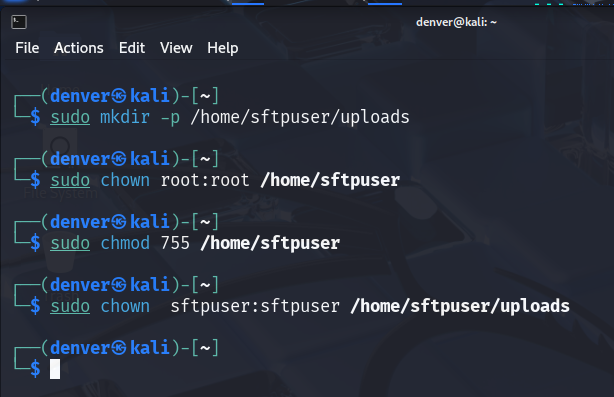 denver@kali: ~
File Actions Edit View Help
┌──(denver㉿kali)-[~]
└─$ sudo mkdir -p /home/sftpuser/uploads
┌──(denver㉿kali)-[~]
└─$ sudo chown root:root /home/sftpuser
┌──(denver㉿kali)-[~]
└─$ sudo chmod 755 /home/sftpuser
┌──(denver㉿kali)-[~]
└─$ sudo chown  sftpuser:sftpuser /home/sftpuser/uploads
┌──(denver㉿kali)-[~]
└─$